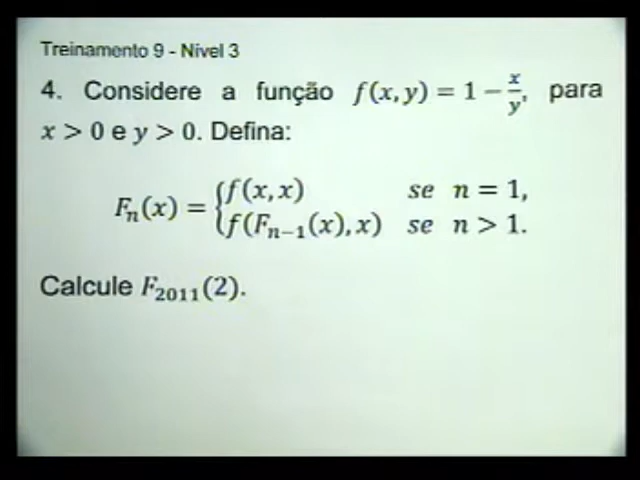 Treinamento 9 - Nível 3
4. Considere a função f(x, y) = 1 − x/y, para
x > 0 e y > 0. Defina:
Fₙ(x) = { f(x, x) se n = 1,
f(Fₙ₋₁(x), x) se n > 1.
Calcule F₂₀₁₁(2).